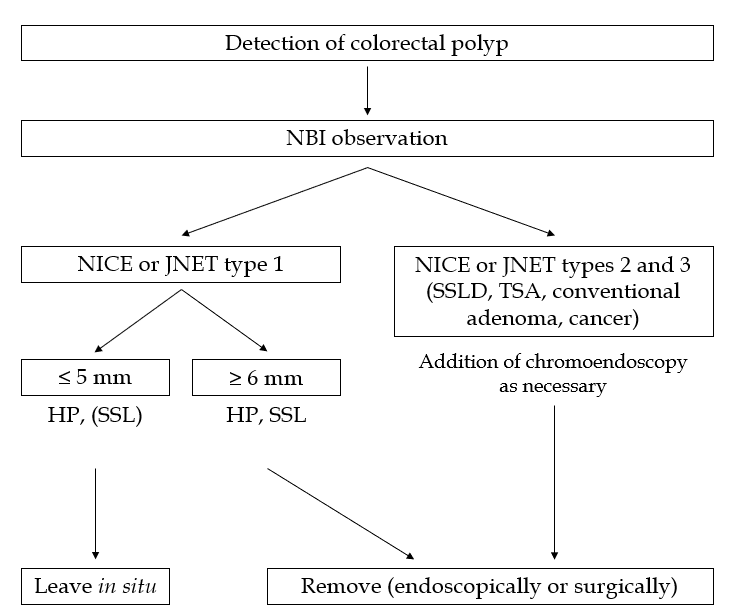 Detection of colorectal polyp
NBI observation
NICE or JNET type 1
NICE or JNET types 2 and 3
(SSLD, TSA, conventional
adenoma, cancer)
≤ 5 mm
≥ 6 mm
Addition of chromoendoscopy
as necessary
HP, (SSL)
HP, SSL
Leave in situ
Remove (endoscopically or surgically)